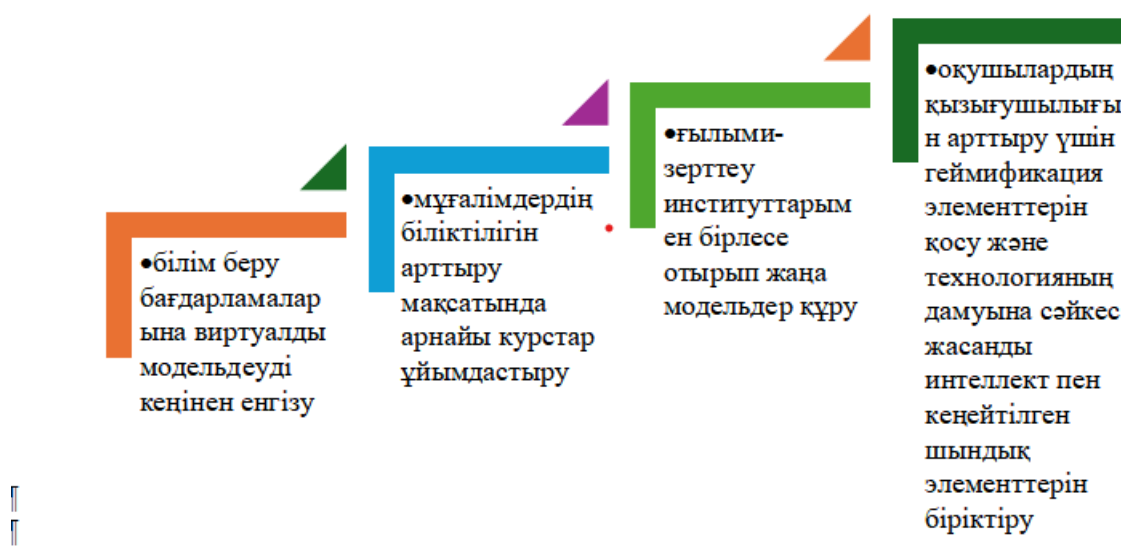 •білім беру
бағдарламалар
ына виртуалды
модельдеуді
кеңінен енгізу
•мұғалімдердің
біліктілігін
арттыру
мақсатында
арнайы курстар
ұйымдастыру
•ғылыми-
зерттеу
институттарым
ен бірлесе
отырып жаңа
модельдер құру
•оқушылардың
қызығушылығы
н арттыру үшін
геймификация
элементтерін
қосу және
технологияның
дамуына сәйкес
жасанды
интеллект пен
кеңейтілген
шындық
элементтерін
біріктіру
¶
¶